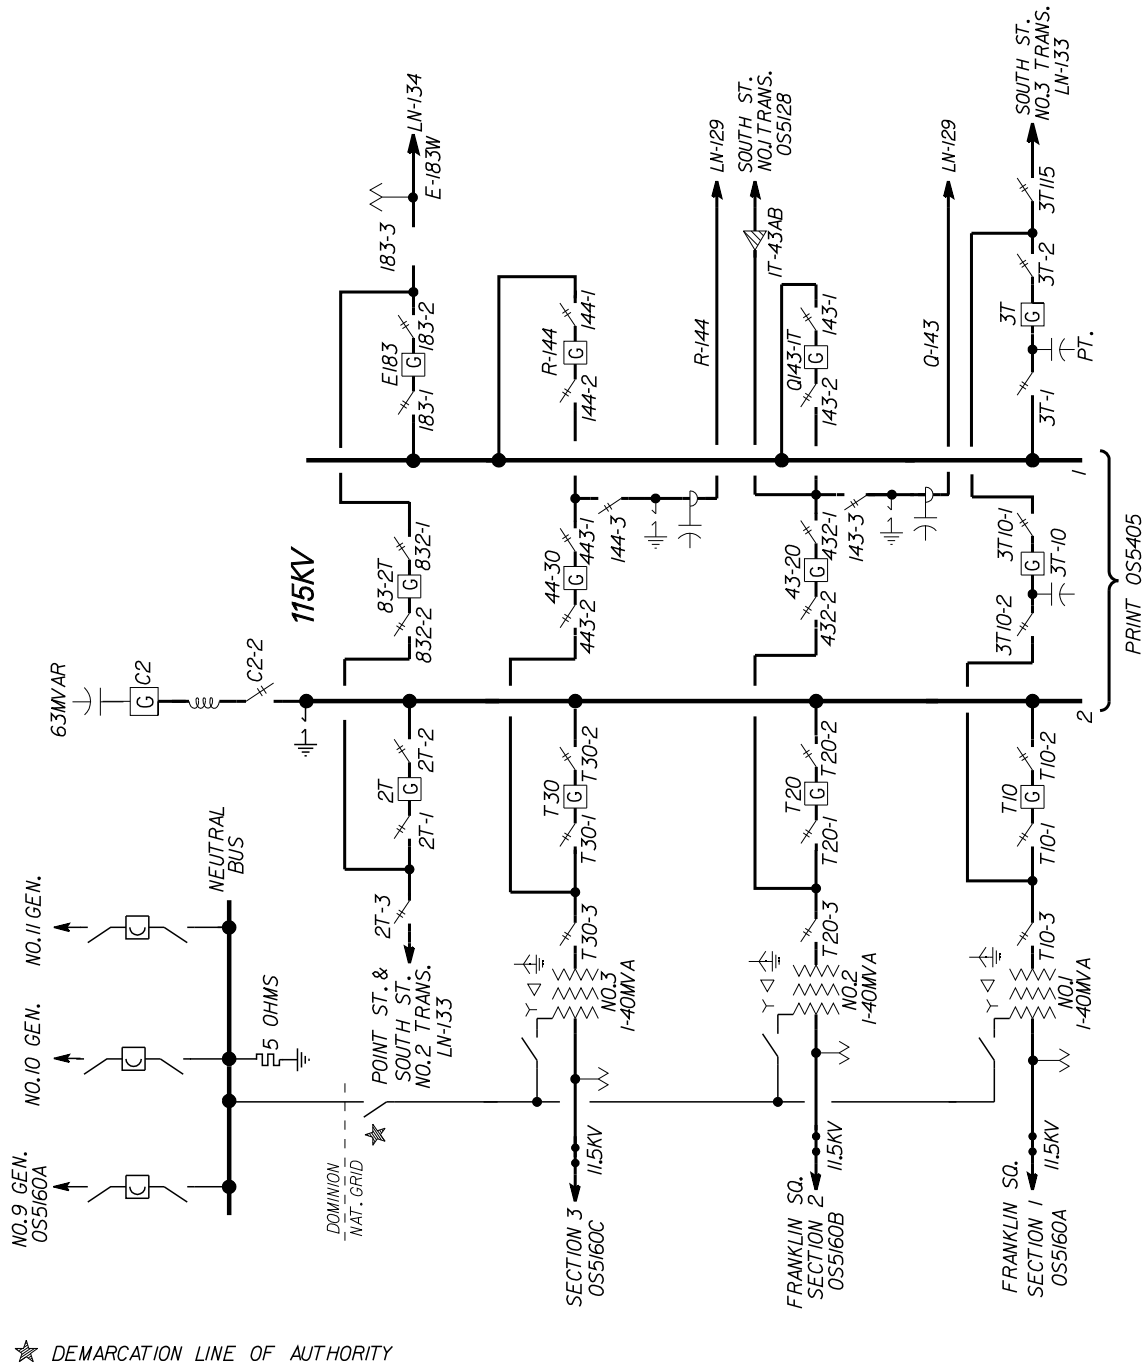 SOUTH ST.
NO.3 TRANS.
LN-133
LN-134
E-183W
183-3
E183
183-2
183-1
R-144
144-1
144-2
LN-129
R-144
SOUTH ST.
NO.1 TRANS.
OS5128
1T-43AB
Q143-1T
143-1
143-2
LN-129
Q-143
3T115
3T-2
3T
PT.
3T-1
1
G
G
G
G
115KV
83-2T
832-1
832-2
G
44-30
443-1
443-2
G
144-3
43-20
432-1
432-2
G
143-3
3T10-1
3T-10
3T10-2
G
PRINT OS5405
63MVAR
G
C2
C2-2
2
2T
2T-2
2T-1
G
2T-3
T30
T30-2
T30-1
G
T30-3
T20
T20-2
T20-1
G
T20-3
T10
T10-2
T10-1
G
T10-3
NEUTRAL
BUS
NO.11 GEN.
NO.10 GEN.
NO.9 GEN.
OS5160A
5 OHMS
POINT ST. &
SOUTH ST.
NO.2 TRANS.
LN-133
DOMINION
NAT. GRID
NO.3
1-40MVA
NO.2
1-40MVA
NO.1
1-40MVA
11.5KV
11.5KV
11.5KV
SECTION 3
OS5160C
FRANKLIN SQ.
SECTION 2
OS5160B
FRANKLIN SQ.
SECTION 1
OS5160A
DEMARCATION LINE OF AUTHORITY